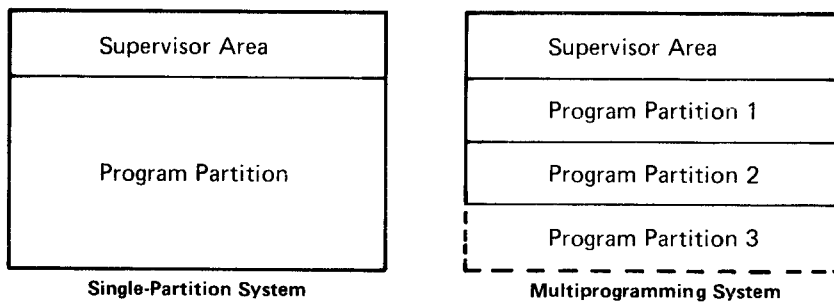 Supervisor Area
Program Partition
Single-Partition System
Supervisor Area
Program Partition 1
Program Partition 2
Program Partition 3
Multiprogramming System